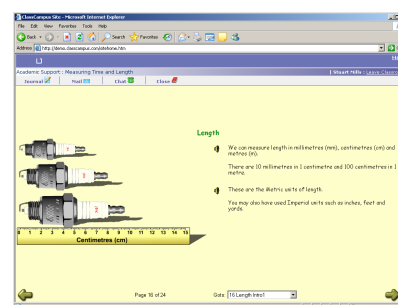 ClassCampus Site - Microsoft Internet Explorer
File Edit View Favorites Tools Help
Back Search Favorites
Address http://demo.classcampus.com/sitehome.htm
Academic Support : Measuring Time and Length
| Stuart Mills : Leave Classro
Journal | Mail | Chat | Close
Length
We can measure length in millimetres (mm), centimetres (cm) and
metres (m).
There are 10 millimetres in 1 centimetre and 100 centimetres in 1
metre.
These are the Metric units of length.
You may also have used Imperial units such as inches, feet and
yards.
0 1 2 3 4 5 6 7 8 9 10 11 12 13 14 15
Centimetres (cm)
Page 16 of 24
Goto: 16 Length Intro1